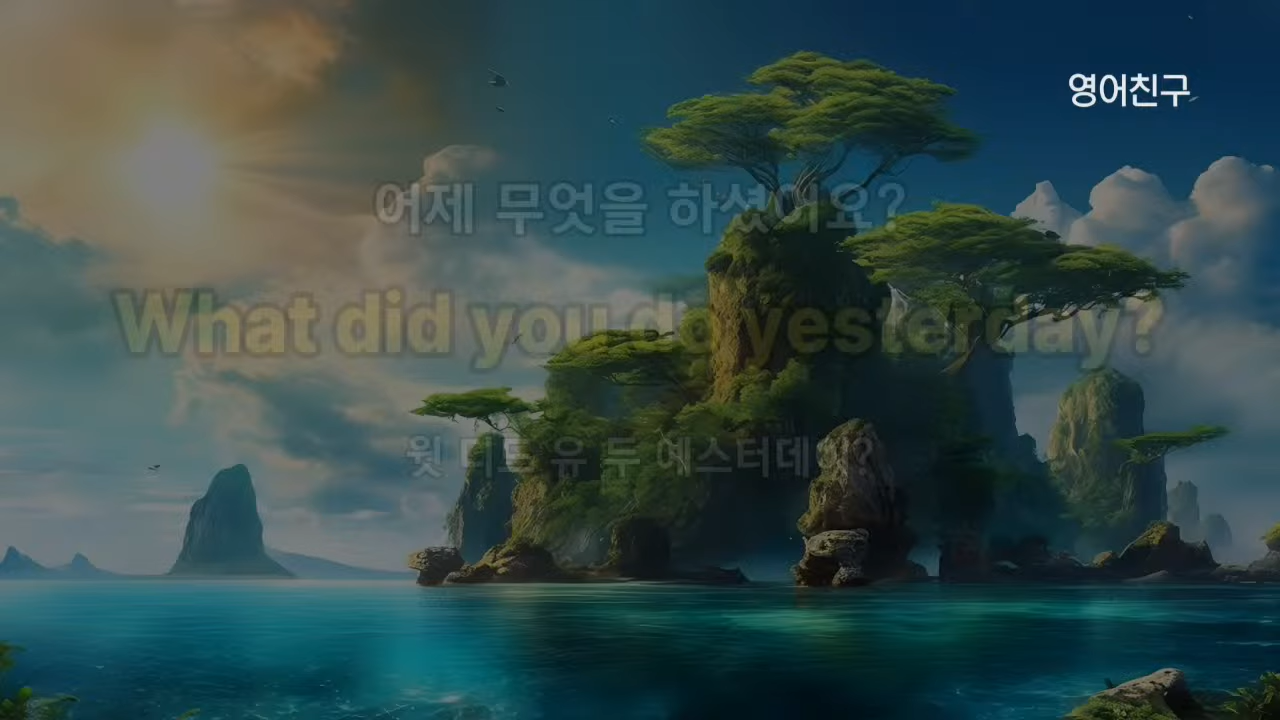 영어친구
어제 무엇을 하셨나요?
What did you do yesterday?
왓 디드 유 두 예스터데이?